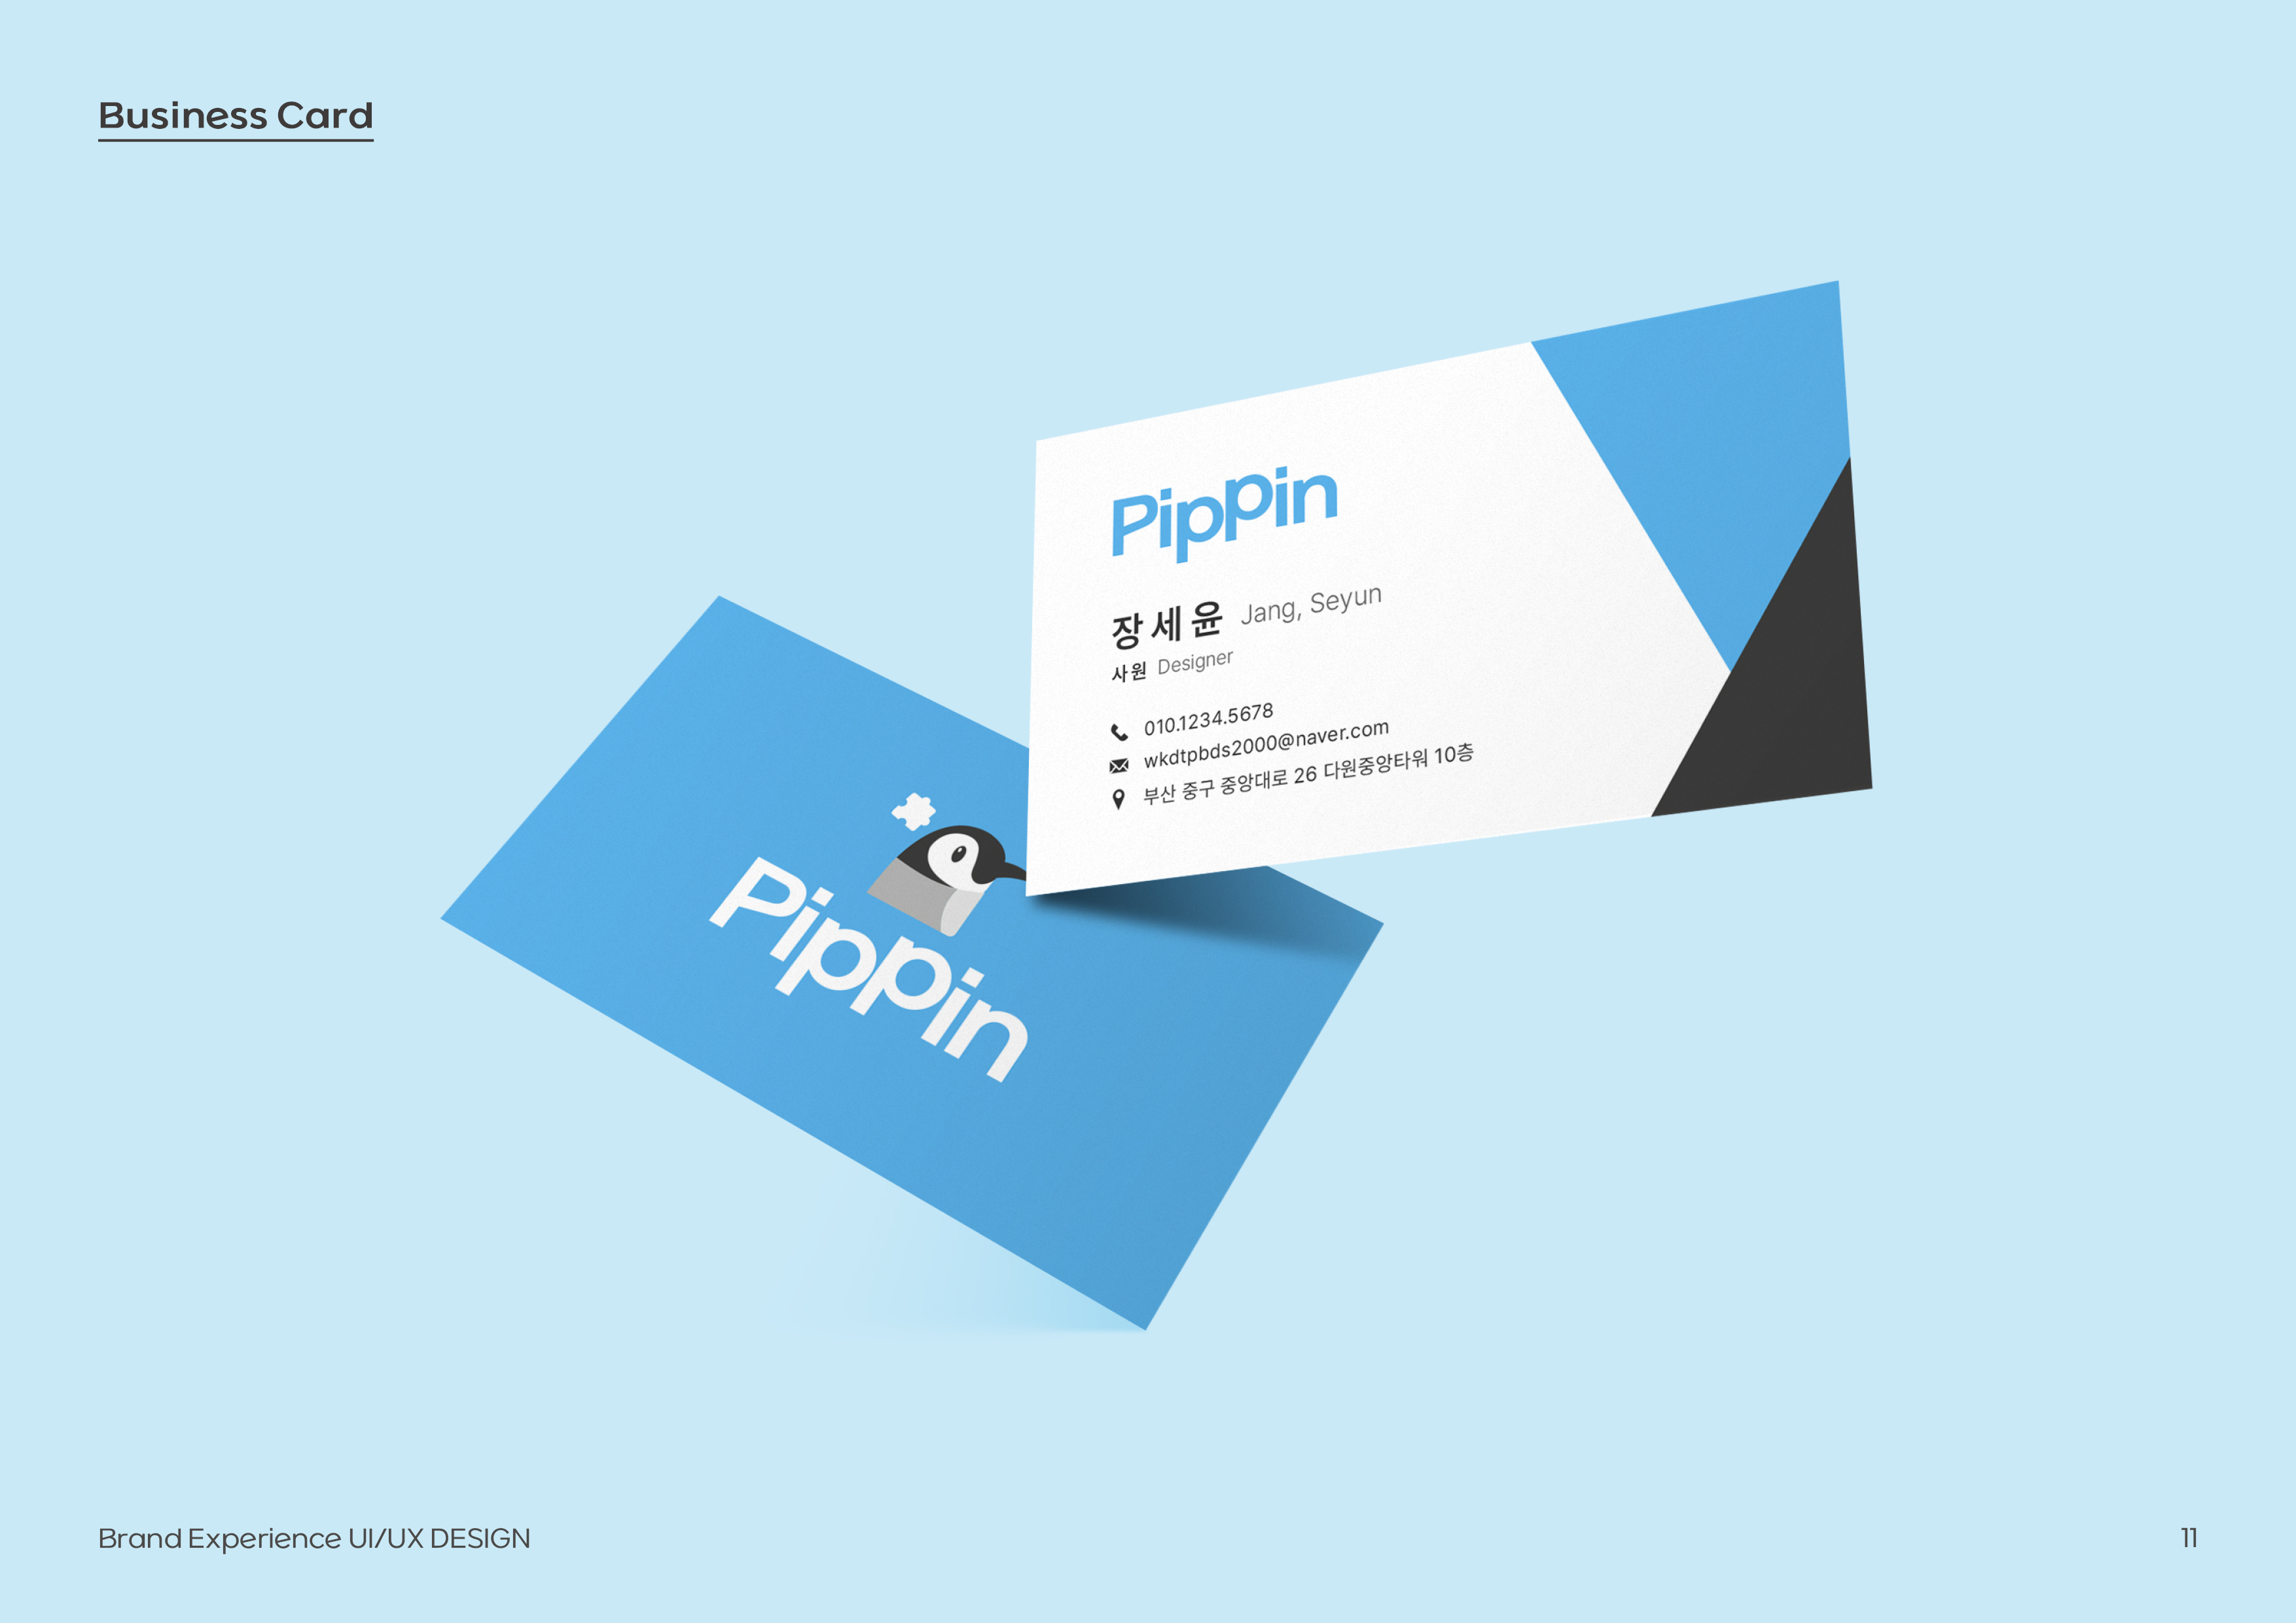 Business Card
Pippin
장세윤 Jang, Seyun
사원 Designer
010.1234.5678
wkdtpbds2000@naver.com
부산 중구 중앙대로 26 다원중앙타워 10층
Pippin
Brand Experience UI/UX DESIGN
11